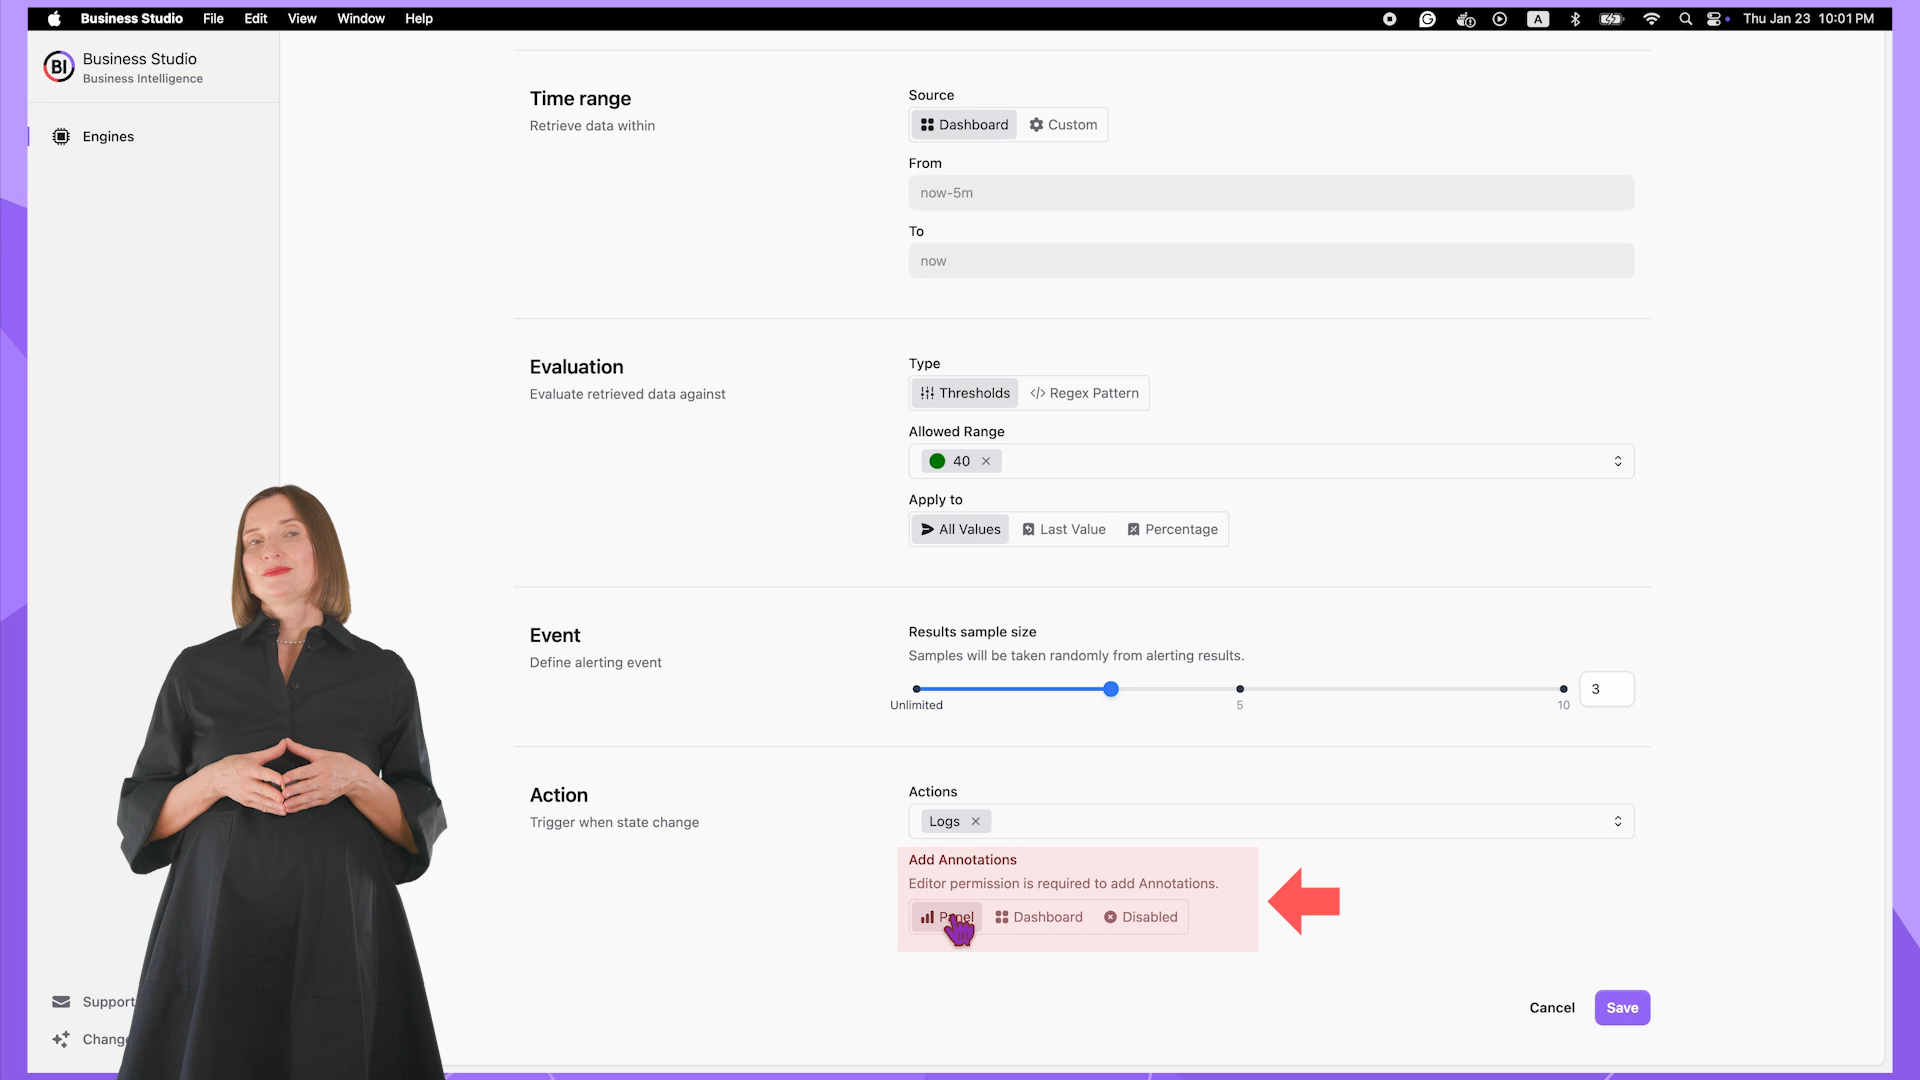 Business Studio File Edit View Window Help
A Thu Jan 23 10:01 PM
BI Business Studio
Business Intelligence
Engines
Time range
Retrieve data within
Source
Dashboard Custom
From
now-5m
To
now
Evaluation
Evaluate retrieved data against
Type
Thresholds </> Regex Pattern
Allowed Range
40 ×
Apply to
All Values Last Value Percentage
Event
Define alerting event
Results sample size
Samples will be taken randomly from alerting results.
3
Unlimited 5 10
Action
Trigger when state change
Actions
Logs ×
Add Annotations
Editor permission is required to add Annotations.
Panel Dashboard Disabled
Support
Cancel Save